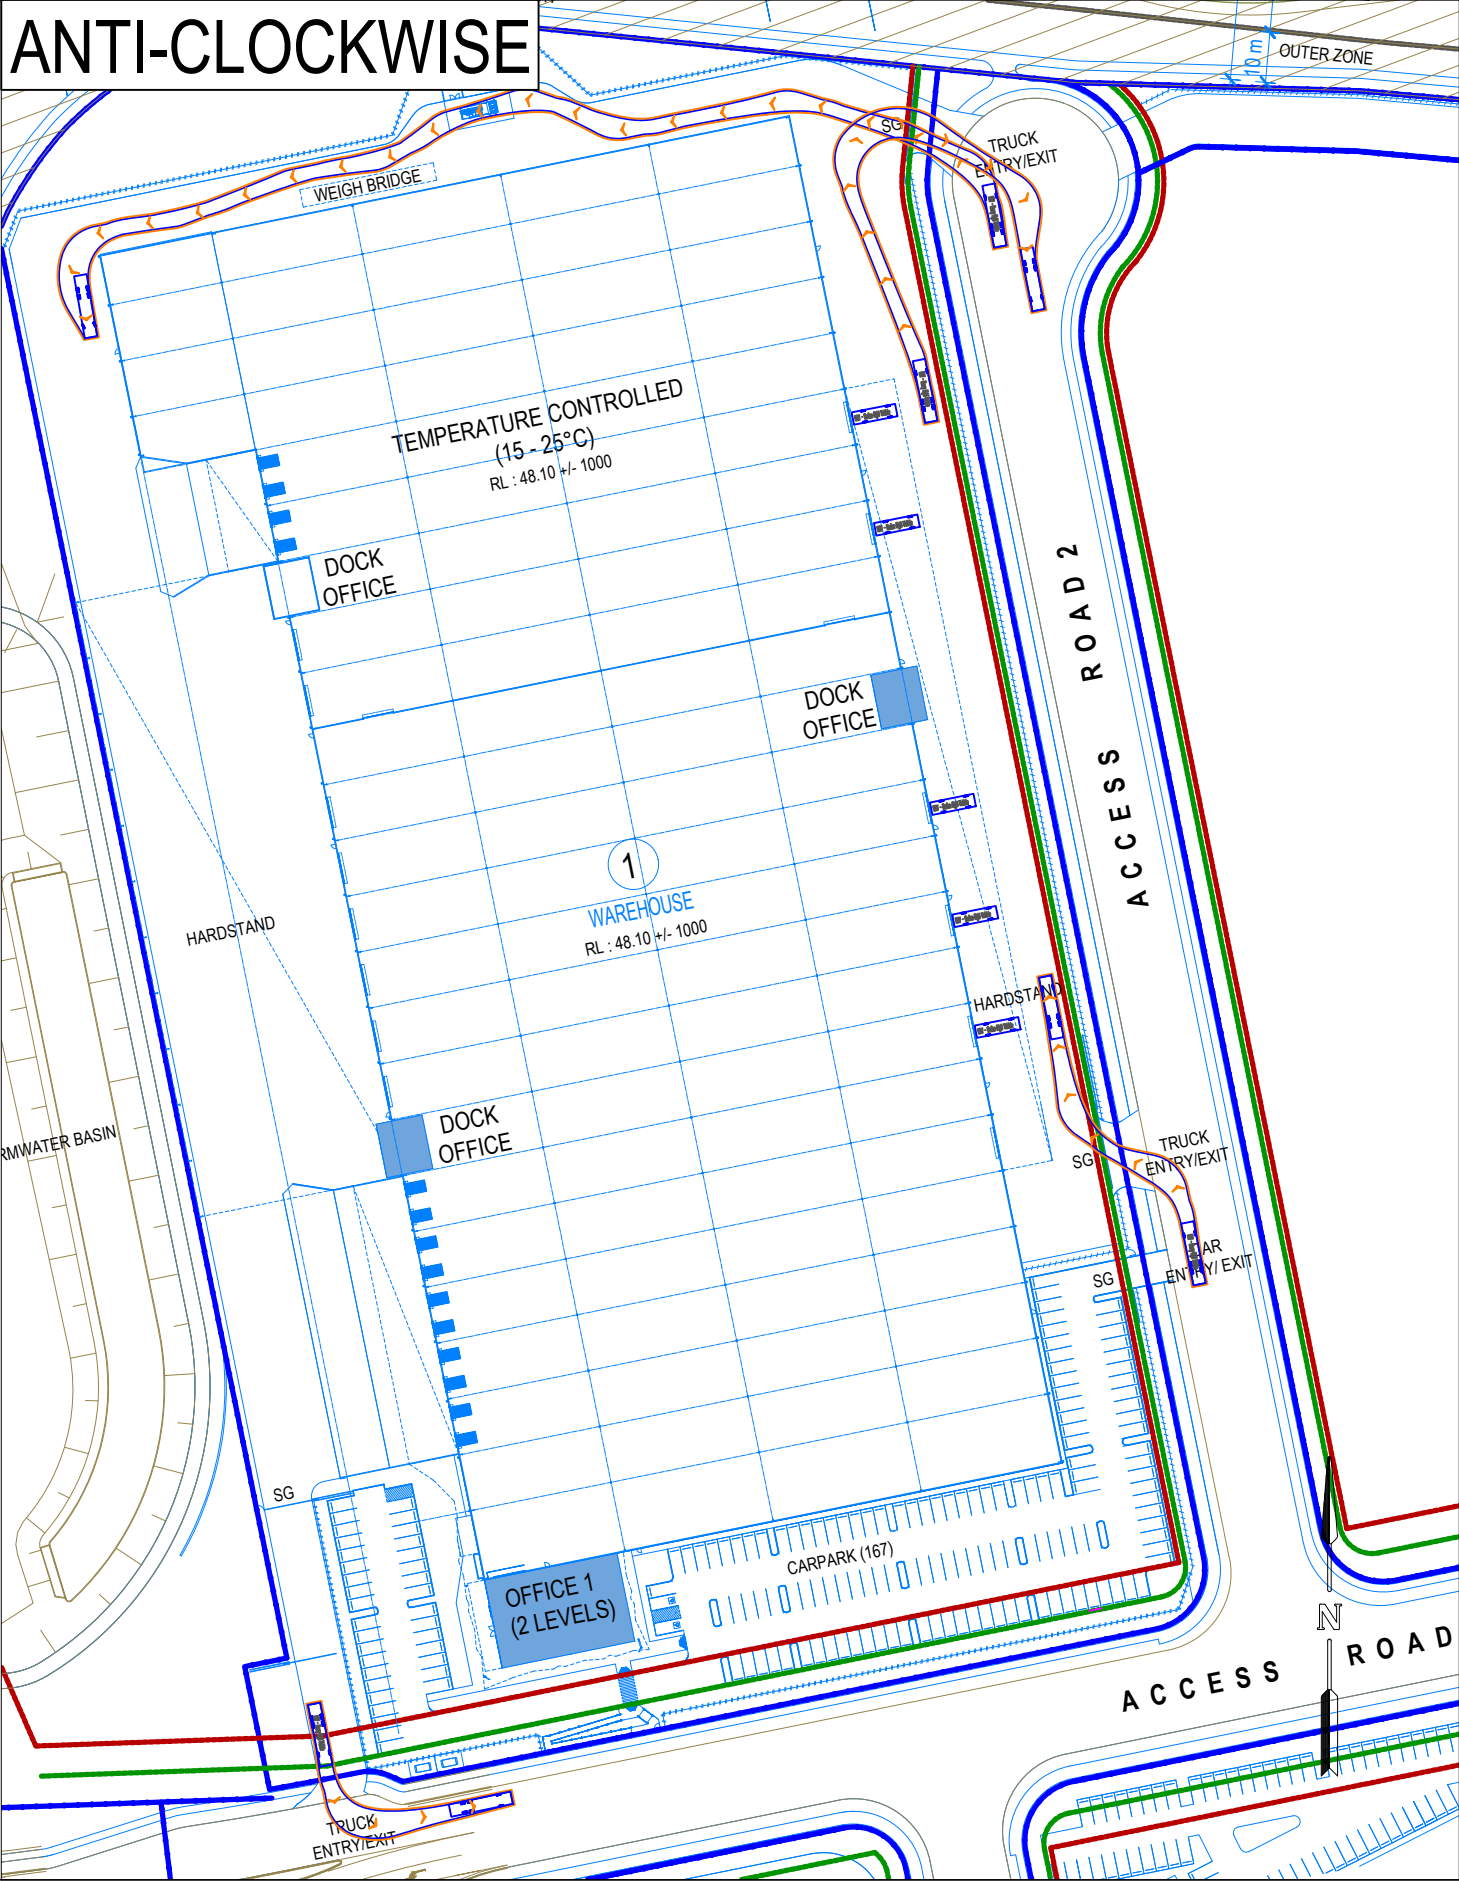 ANTI-CLOCKWISE
OUTER ZONE
10 m
SG
TRUCK
ENTRY/EXIT
WEIGH BRIDGE
TEMPERATURE CONTROLLED
(15 - 25°C)
RL : 48.10 +/- 1000
DOCK
OFFICE
DOCK
OFFICE
ACCESS ROAD 2
1
WAREHOUSE
RL : 48.10 +/- 1000
HARDSTAND
HARDSTAND
DOCK
OFFICE
RMWATER BASIN
SG
TRUCK
ENTRY/EXIT
AR
ENTRY/ EXIT
SG
SG
CARPARK (167)
OFFICE 1
(2 LEVELS)
N
ACCESS ROAD
TRUCK
ENTRY/EXIT